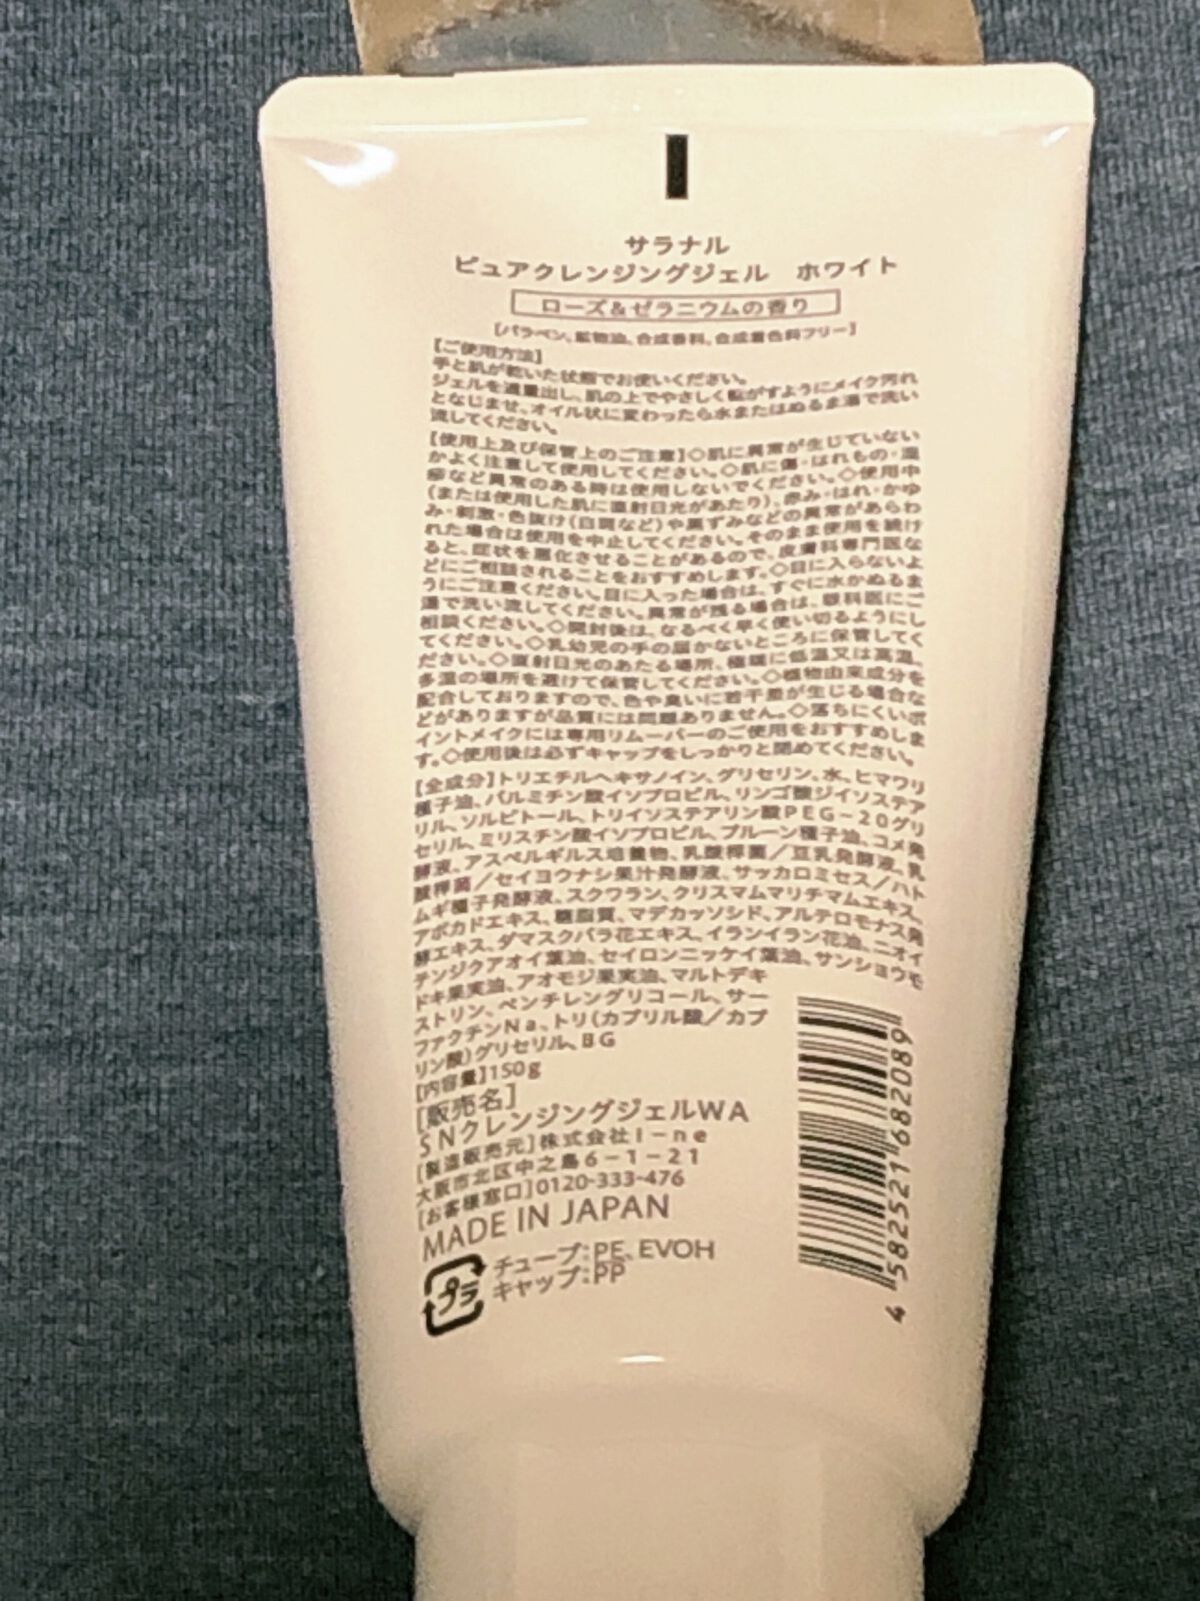 サラナル
ピュアクレンジングジェル ホワイト
ローズ&ゼラニウムの香り
[パラベン、鉱物油、合成香料、合成着色料フリー]
【ご使用方法】
手と肌が乾いた状態でお使いください。
ジェルを適量出し、肌の上でやさしく転がすようにメイク汚れ
となじませ、オイル状に変わったら水またはぬるま湯で洗い
流してください。
【使用上及び保管上のご注意】◇肌に異常が生じていない
かよく注意して使用してください。◇肌に傷・はれもの・湿
疹など異常のある時は使用しないでください。◇使用中
(または使用した肌に直射日光があたり)、赤み・はれ・かゆ
み・刺激・色抜け(白斑など)や黒ずみなどの異常があらわ
れた場合は使用を中止してください。そのまま使用を続け
ると、症状を悪化させることがあるので、皮膚科専門医な
どにご相談されることをおすすめします。◇目に入らないよ
うにご注意ください。目に入った場合は、すぐに水かぬるま
湯で洗い流してください。異常が残る場合は、眼科医にご
相談ください。◇開封後は、なるべく早く使い切るようにし
てください。◇乳幼児の手の届かないところに保管してく
ださい。◇直射日光のあたる場所、極端に低温又は高温、
多湿の場所を避けて保管してください。◇植物由来成分を
配合しておりますので、色や臭いに若干差が生じる場合な
どがありますが品質には問題ありません。◇落ちにくいポ
イントメイクには専用リムーバーのご使用をおすすめしま
す。◇使用後は必ずキャップをしっかりと閉めてください。
【全成分】トリエチルヘキサノイン、グリセリン、水、ヒマワリ
種子油、パルミチン酸イソプロピル、リンゴ酸ジイソステア
リル、ソルビトール、トリイソステアリン酸PEG-20グリ
セリル、ミリスチン酸イソプロピル、プルーン種子油、コメ発
酵液、アスペルギルス培養物、乳酸桿菌/豆乳発酵液、乳
酸桿菌/セイヨウナシ果汁発酵液、サッカロミセス/ハト
ムギ種子発酵液、スクワラン、クリスマムマリチマムエキス、
アボカドエキス、糖脂質、マデカッソシド、アルテロモナス発
酵エキス、ダマスクバラ花エキス、イランイラン花油、ニオイ
テンジクアオイ葉油、セイロンニッケイ葉油、サンショウモ
ドキ果実油、アオモジ果実油、マルトデキ
ストリン、ペンチレングリコール、サー
ファクチンNa、トリ(カプリル酸/カプ
リン酸)グリセリル、BG
[内容量]150g
[販売名]
SNクレンジングジェルWA
[製造販売元]株式会社I-ne
大阪市北区中之島6-1-21
[お客様窓口]0120-333-476
MADE IN JAPAN
プラ
チューブ:PE、EVOH
キャップ:PP
4 582521 682089